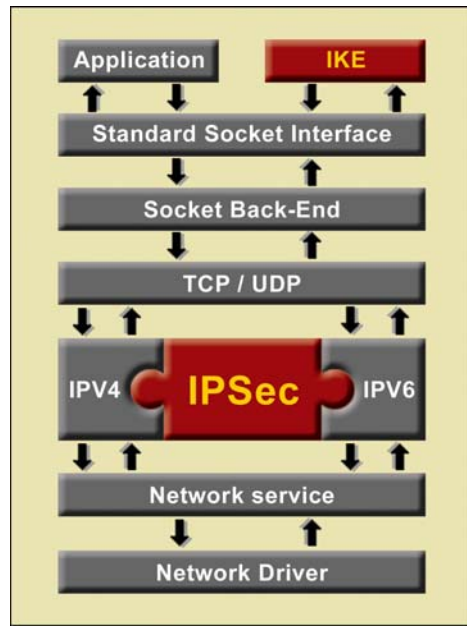 Application
IKE
Standard Socket Interface
Socket Back-End
TCP / UDP
IPV4
IPSec
IPV6
Network service
Network Driver